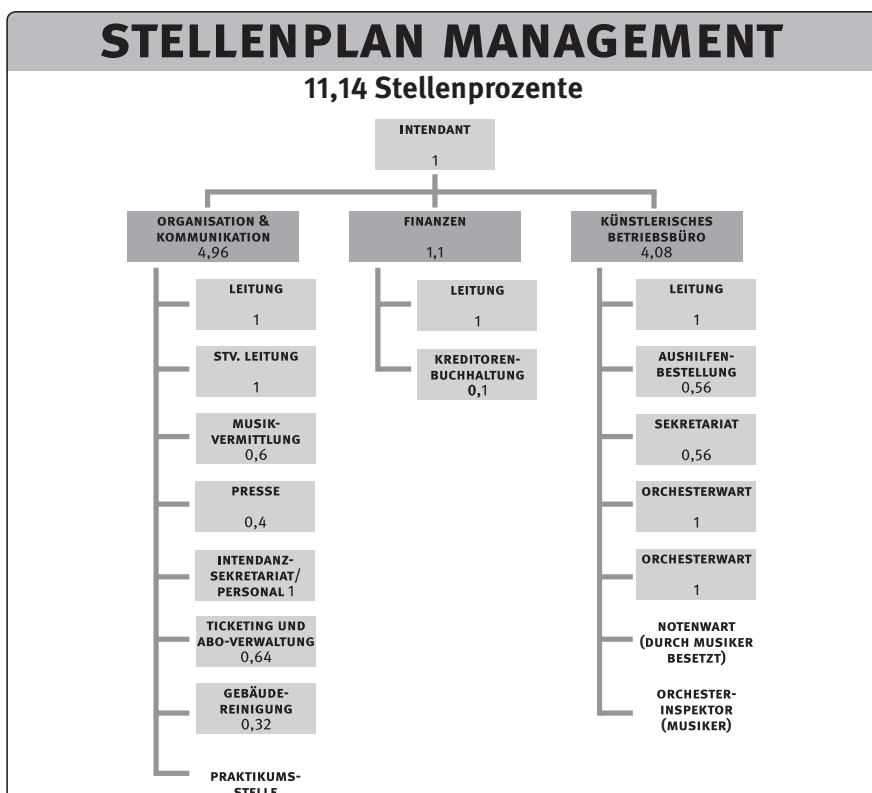 STELLENPLAN MANAGEMENT
11,14 Stellenprozente
INTENDANT
1
ORGANISATION &
KOMMUNIKATION
4,96
LEITUNG
1
STV. LEITUNG
1
MUSIK-
VERMITTLUNG
0,6
PRESSE
0,4
INTENDANZ-
SEKRETARIAT/
PERSONAL 1
TICKETING UND
ABO-VERWALTUNG
0,64
GEBÄUDE-
REINIGUNG
0,32
PRAKTIKUMS-
STELLE
FINANZEN
1,1
LEITUNG
1
KREDITOREN-
BUCHHALTUNG
0,1
KÜNSTLERISCHES
BETRIEBSBÜRO
4,08
LEITUNG
1
AUSHILFEN-
BESTELLUNG
0,56
SEKRETARIAT
0,56
ORCHESTERWART
1
ORCHESTERWART
1
NOTENWART
(DURCH MUSIKER
BESETZT)
ORCHESTER-
INSPEKTOR
(MUSIKER)